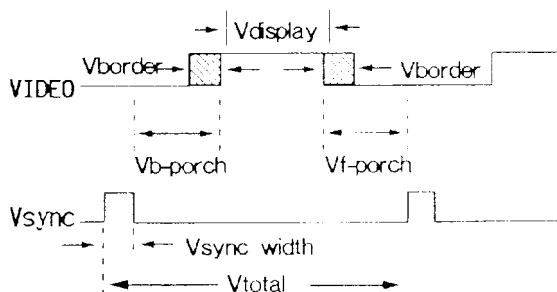 Vdisplay
Vborder
Vborder
VIDEO
Vb-porch
Vf-porch
Vsync
Vsync width
Vtotal